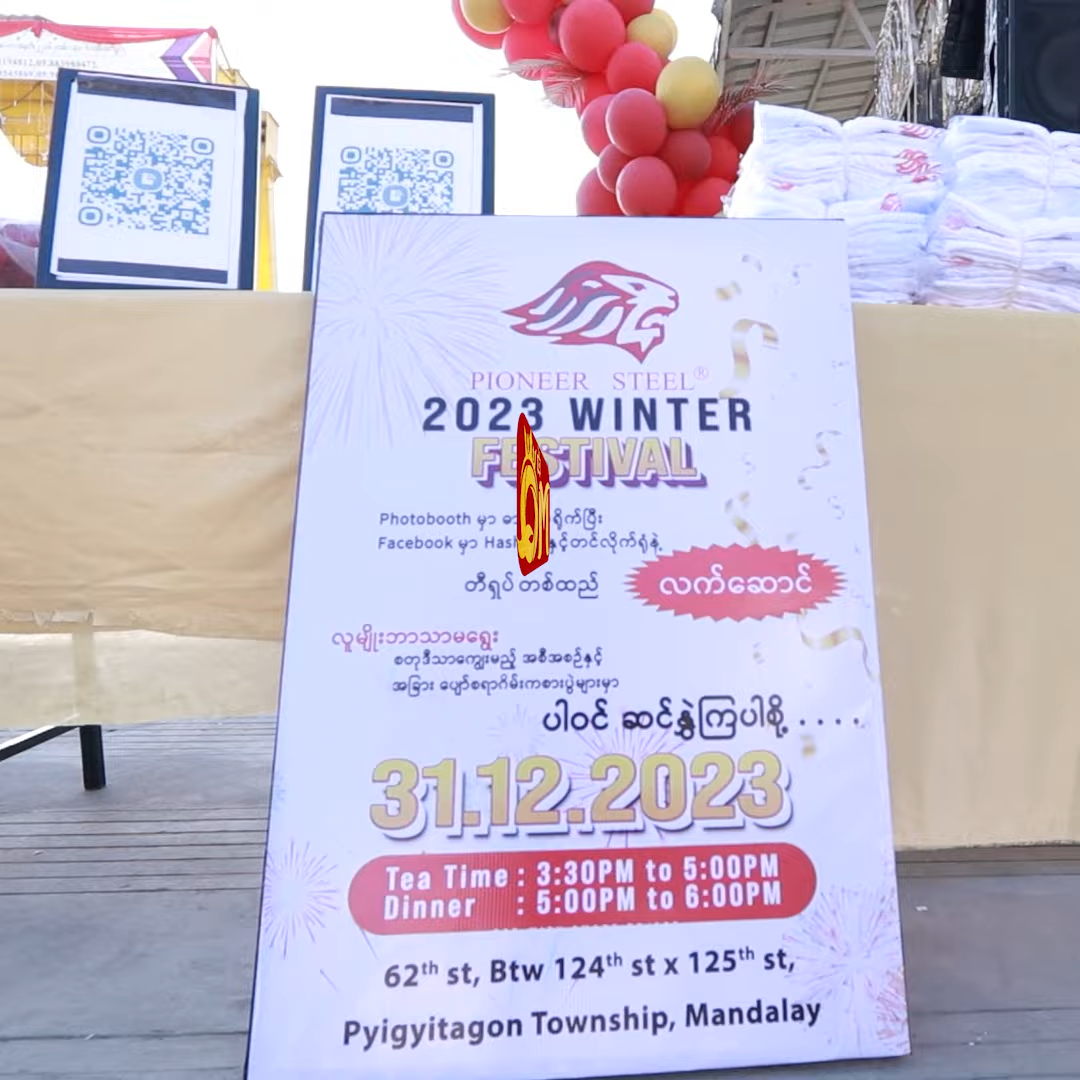 PIONEER STEEL®
2023 WINTER
FESTIVAL
Photobooth မှာ ရိုက်ပြီး
Facebook မှာ နှင့်တင်လိုက်ရုံနဲ့
တီရှပ် တစ်ထည်
လက်ဆောင်
လူမျိုးဘာသာမရွေး
စတုဒီသာကျွေးမည့် အစီအစဉ်နှင့်
အခြား ပျော်စရာဂိမ်းကစားပွဲများမှာ
ပါဝင် ဆင်နွှဲကြပါစို့ . . . .
31.12.2023
Tea Time : 3:30PM to 5:00PM
Dinner : 5:00PM to 6:00PM
62th st, Btw 124th st x 125th st,
Pyigyitagon Township, Mandalay